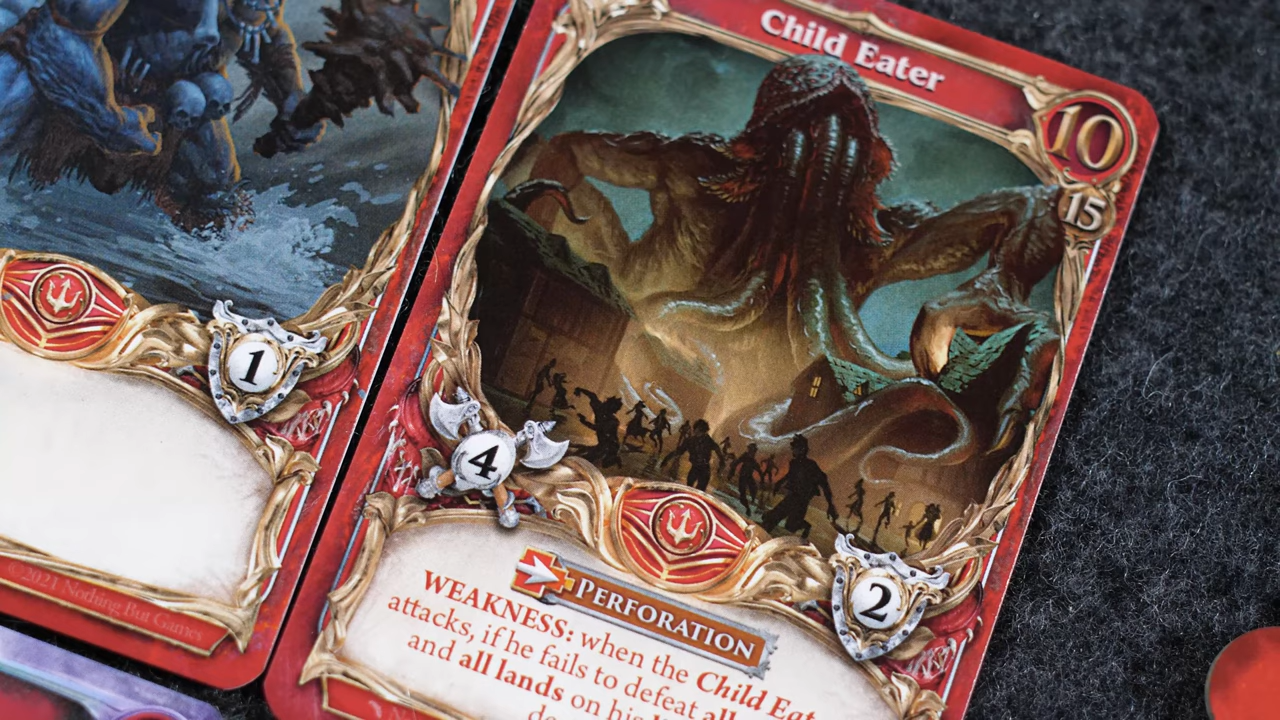 Child Eater
10
15
1
4
2
PERFORATION
WEAKNESS: when the Child Eat
attacks, if he fails to defeat all
and all lands on his
©2021 Nothing But Games